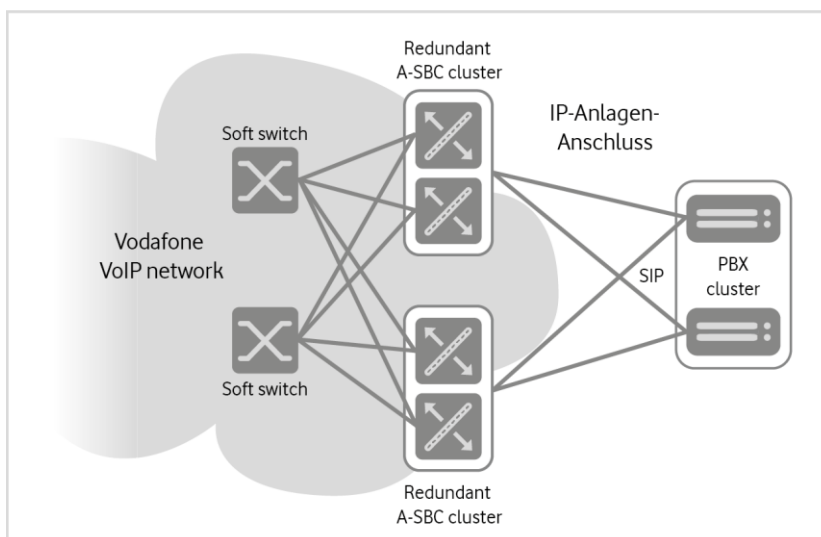 Redundant
A-SBC cluster
IP-Anlagen-
Anschluss
Soft switch
Vodafone
VoIP network
SIP
PBX
cluster
Soft switch
Redundant
A-SBC cluster